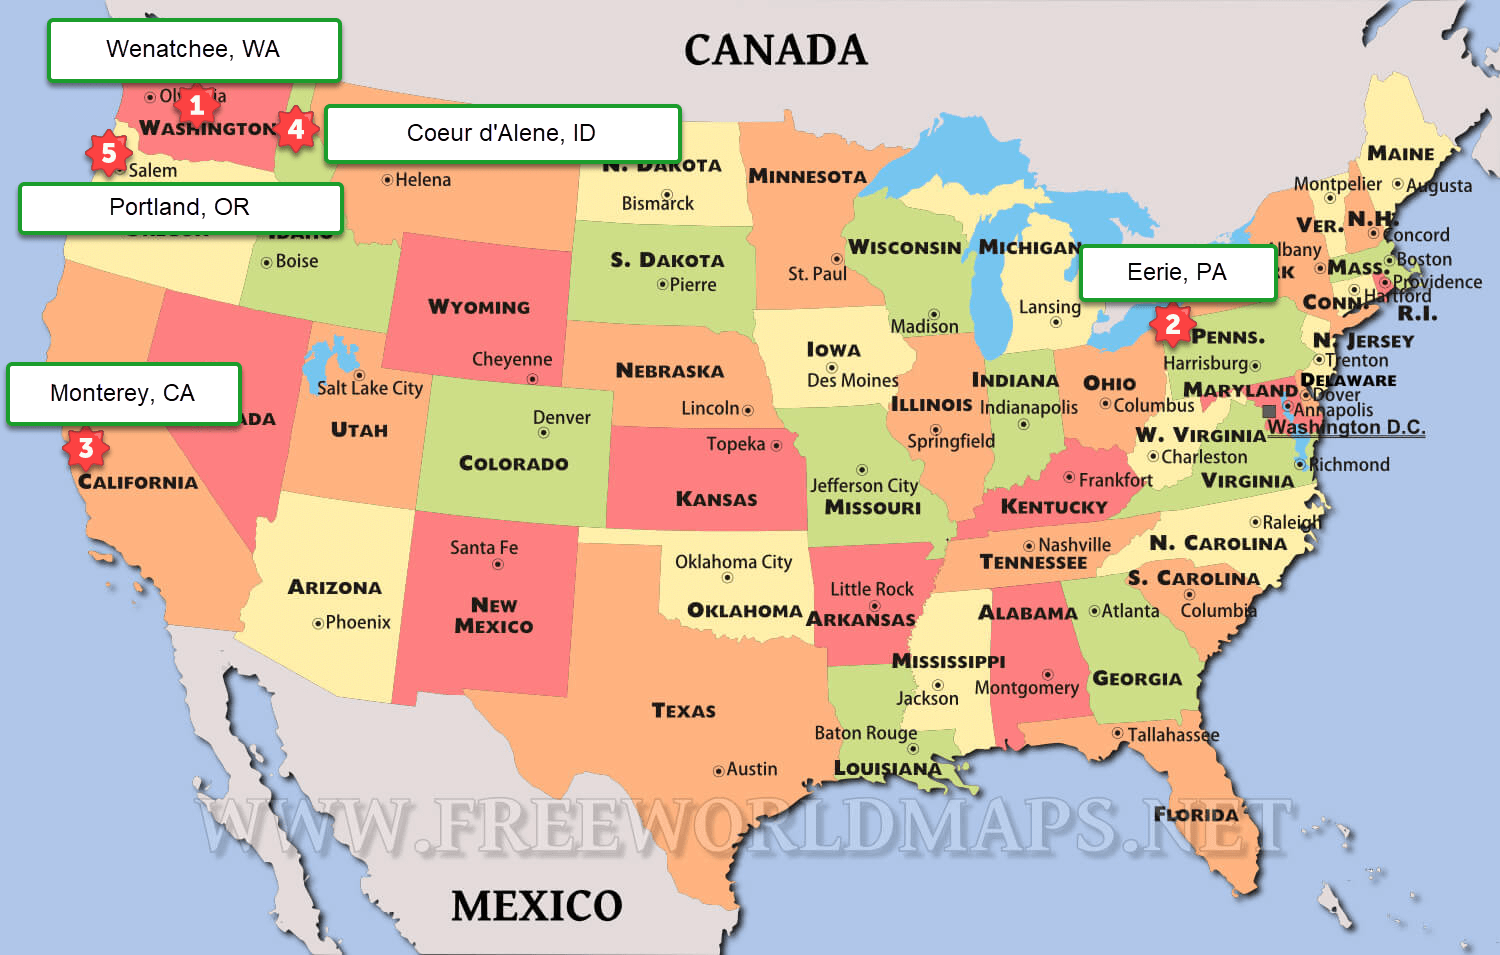 CANADA
Wenatchee, WA
1
WASHINGTON
4
Coeur d'Alene, ID
5
Salem
Portland, OR
Helena
N. DAKOTA
Bismarck
MINNESOTA
MAINE
Montpelier
Augusta
VER.
N.H.
Concord
Boise
S. DAKOTA
Pierre
St. Paul
WISCONSIN
MICHIGAN
Eerie, PA
MASS.
Boston
Providence
CONN.
Hartford
R.I.
WYOMING
Madison
Lansing
2
PENNS.
N. JERSEY
Harrisburg
Trenton
Cheyenne
NEBRASKA
IOWA
Des Moines
Salt Lake City
Monterey, CA
UTAH
Denver
Lincoln
ILLINOIS
INDIANA
Indianapolis
OHIO
Columbus
MARYLAND
DELAWARE
Dover
Annapolis
Washington D.C.
3
CALIFORNIA
COLORADO
Topeka
KANSAS
Springfield
Jefferson City
MISSOURI
W. VIRGINIA
Charleston
Richmond
VIRGINIA
Frankfort
KENTUCKY
Raleigh
N. CAROLINA
Nashville
TENNESSEE
Santa Fe
ARIZONA
Phoenix
NEW
MEXICO
Oklahoma City
OKLAHOMA
Little Rock
ARKANSAS
S. CAROLINA
Columbia
ALABAMA
Atlanta
MISSISSIPPI
Jackson
Montgomery
GEORGIA
TEXAS
Austin
Baton Rouge
LOUISIANA
Tallahassee
FLORIDA
WWW.FREEWORLDMAPS.NET
MEXICO